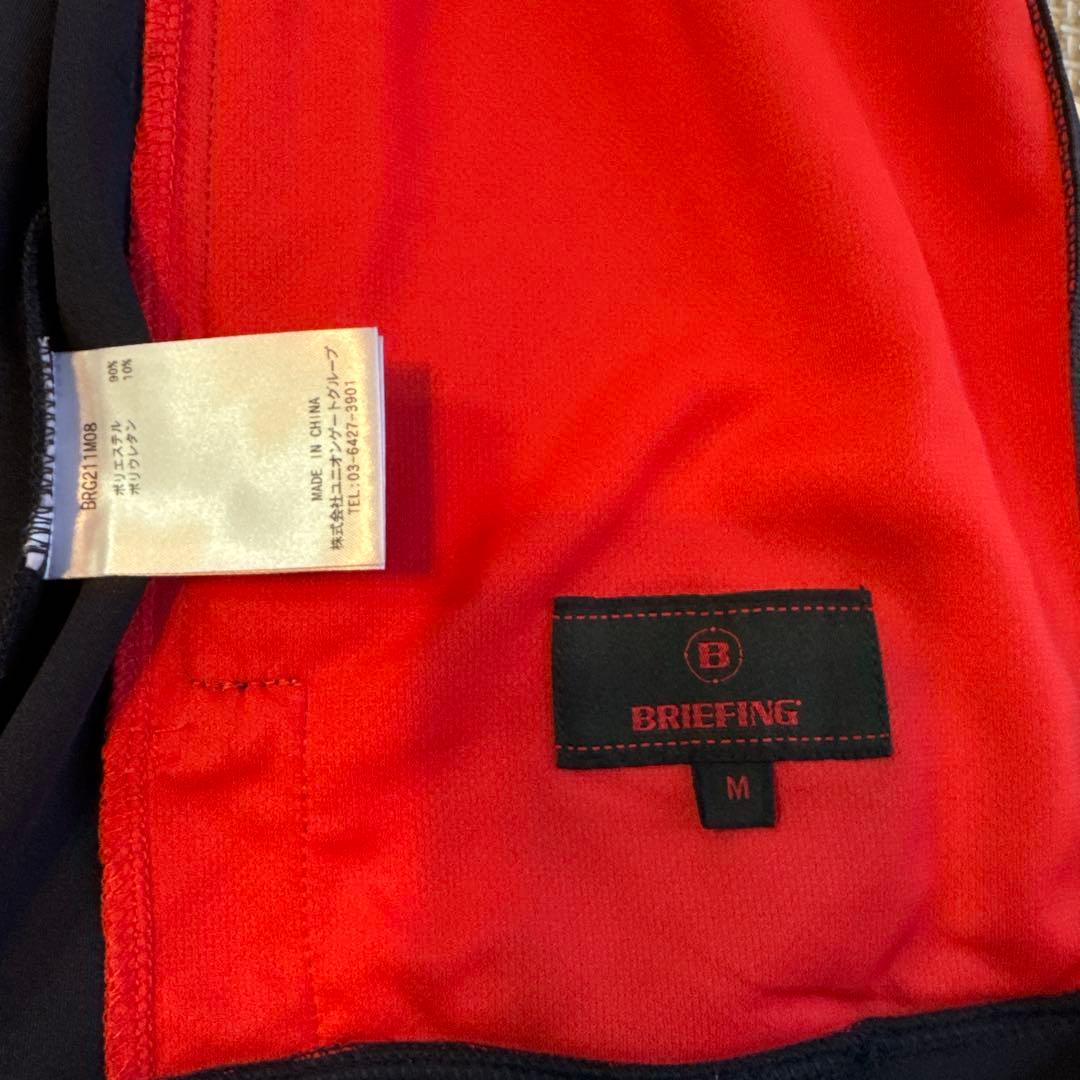 BRG211M08
ポリエステル 90%
ポリウレタン 10%
MADE IN CHINA
株式会社ユニオンゲートグループ
TEL:03-6427-3901
B
BRIEFING
M